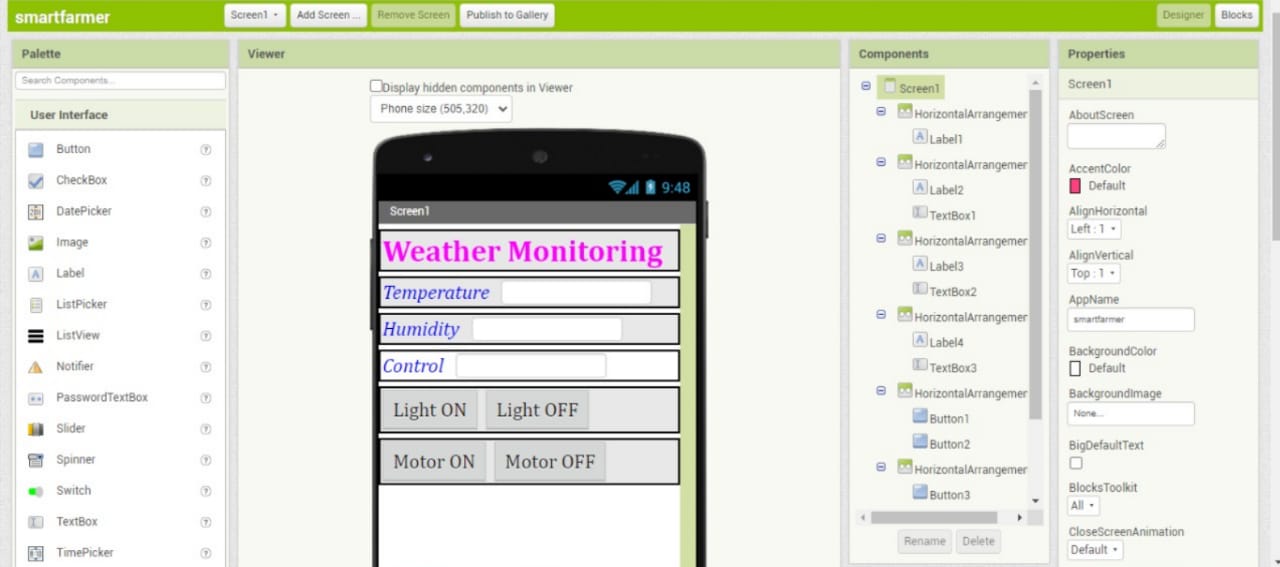 smartfarmer
Screen1
Add Screen ...
Remove Screen
Publish to Gallery
Designer
Blocks
Palette
Search Components...
User Interface
Button
CheckBox
DatePicker
Image
Label
ListPicker
ListView
Notifier
PasswordTextBox
Slider
Spinner
Switch
TextBox
TimePicker
Viewer
Display hidden components in Viewer
Phone size (505,320)
9:48
Screen1
Weather Monitoring
Temperature
Humidity
Control
Light ON Light OFF
Motor ON Motor OFF
Components
Screen1
HorizontalArrangemer
Label1
HorizontalArrangemer
Label2
TextBox1
HorizontalArrangemer
Label3
TextBox2
HorizontalArrangemer
Label4
TextBox3
HorizontalArrangemer
Button1
Button2
HorizontalArrangemer
Button3
Rename Delete
Properties
Screen1
AboutScreen
AccentColor
Default
AlignHorizontal
Left : 1
AlignVertical
Top : 1
AppName
smartfarmer
BackgroundColor
Default
BackgroundImage
None...
BigDefaultText
BlocksToolkit
All
CloseScreenAnimation
Default